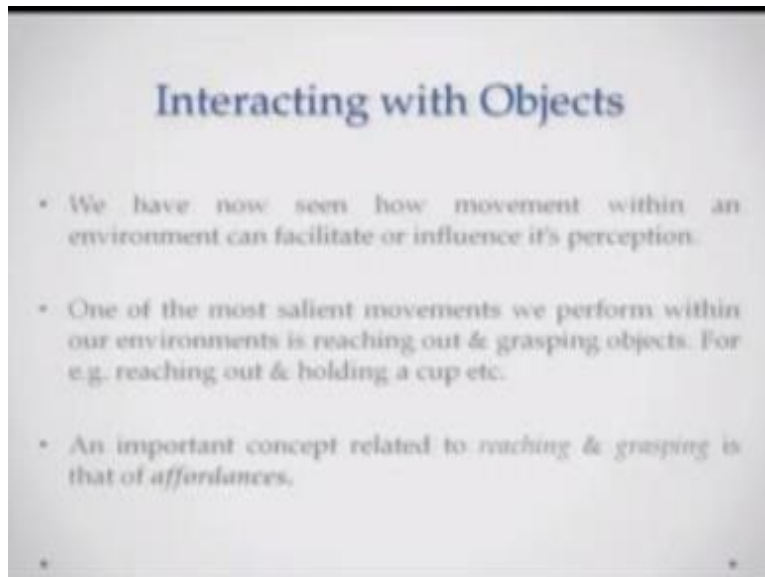 Interacting with Objects
• We have now seen how movement within an
environment can facilitate or influence it's perception.
• One of the most salient movements we perform within
our environments is reaching out & grasping objects. For
e.g. reaching out & holding a cup etc.
• An important concept related to reaching & grasping is
that of affordances.